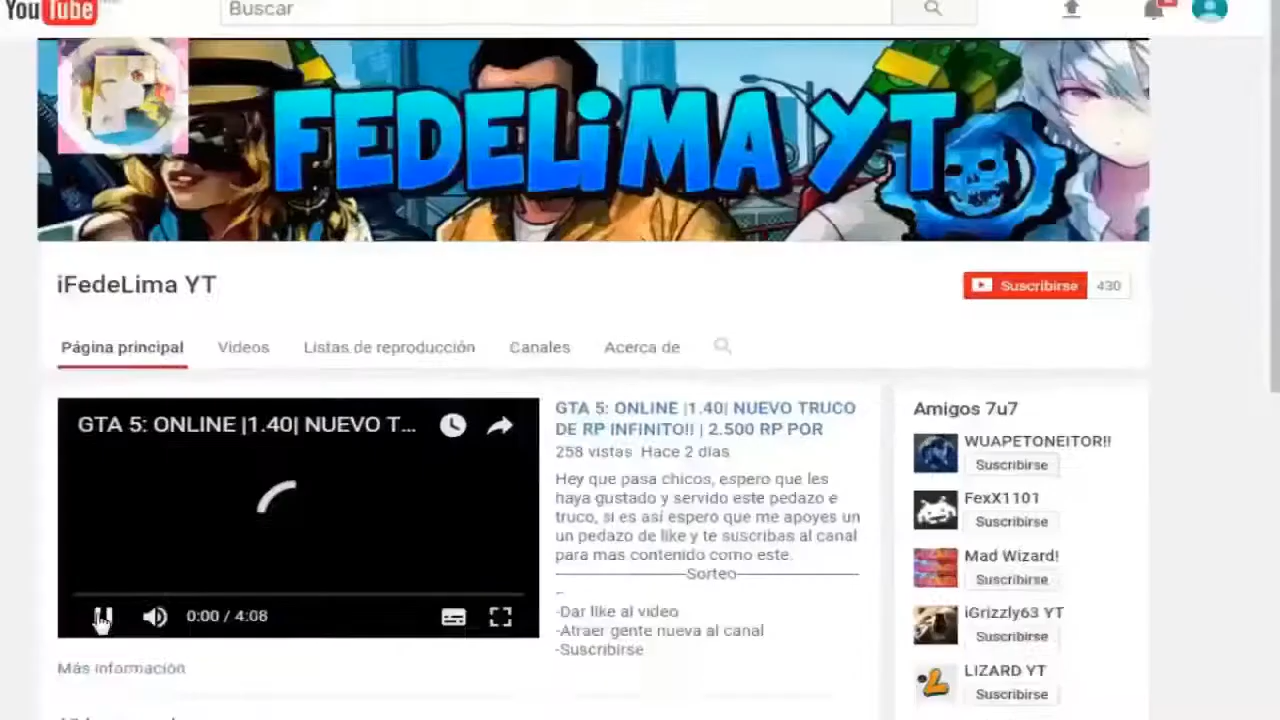 YouTube
Buscar
FEDELiMA YT
iFedeLima YT
Suscribirse 430
Página principal Videos Listas de reproducción Canales Acerca de
GTA 5: ONLINE |1.40| NUEVO T...
0:00 / 4:08
Más información
GTA 5: ONLINE |1.40| NUEVO TRUCO
DE RP INFINITO!! | 2.500 RP POR
258 vistas Hace 2 días
Hey que pasa chicos, espero que les
haya gustado y servido este pedazo e
truco, si es así espero que me apoyes un
un pedazo de like y te suscribas al canal
para mas contenido como este.
-----------------------Sorteo---------------------
-
-Dar like al video
-Atraer gente nueva al canal
-Suscribirse
Amigos 7u7
WUAPETONEITOR!!
Suscribirse
FexX1101
Suscribirse
Mad Wizard!
Suscribirse
iGrizzly63 YT
Suscribirse
LIZARD YT
Suscribirse